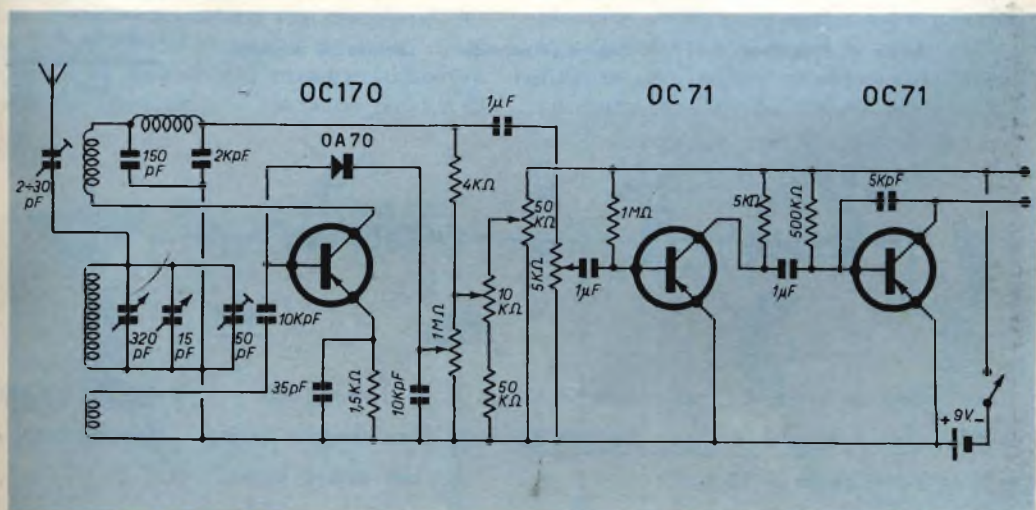 OC170
OC71
OC71
1µF
OA70
150
pF
2KpF
2÷30
pF
4KΩ
50
KΩ
5KΩ
1MΩ
5KΩ
500KΩ
5KpF
1µF
1µF
10
KΩ
1MΩ
320
pF
15
pF
50
pF
10KpF
35pF
1,5KΩ
10KpF
50
KΩ
+ 9V -